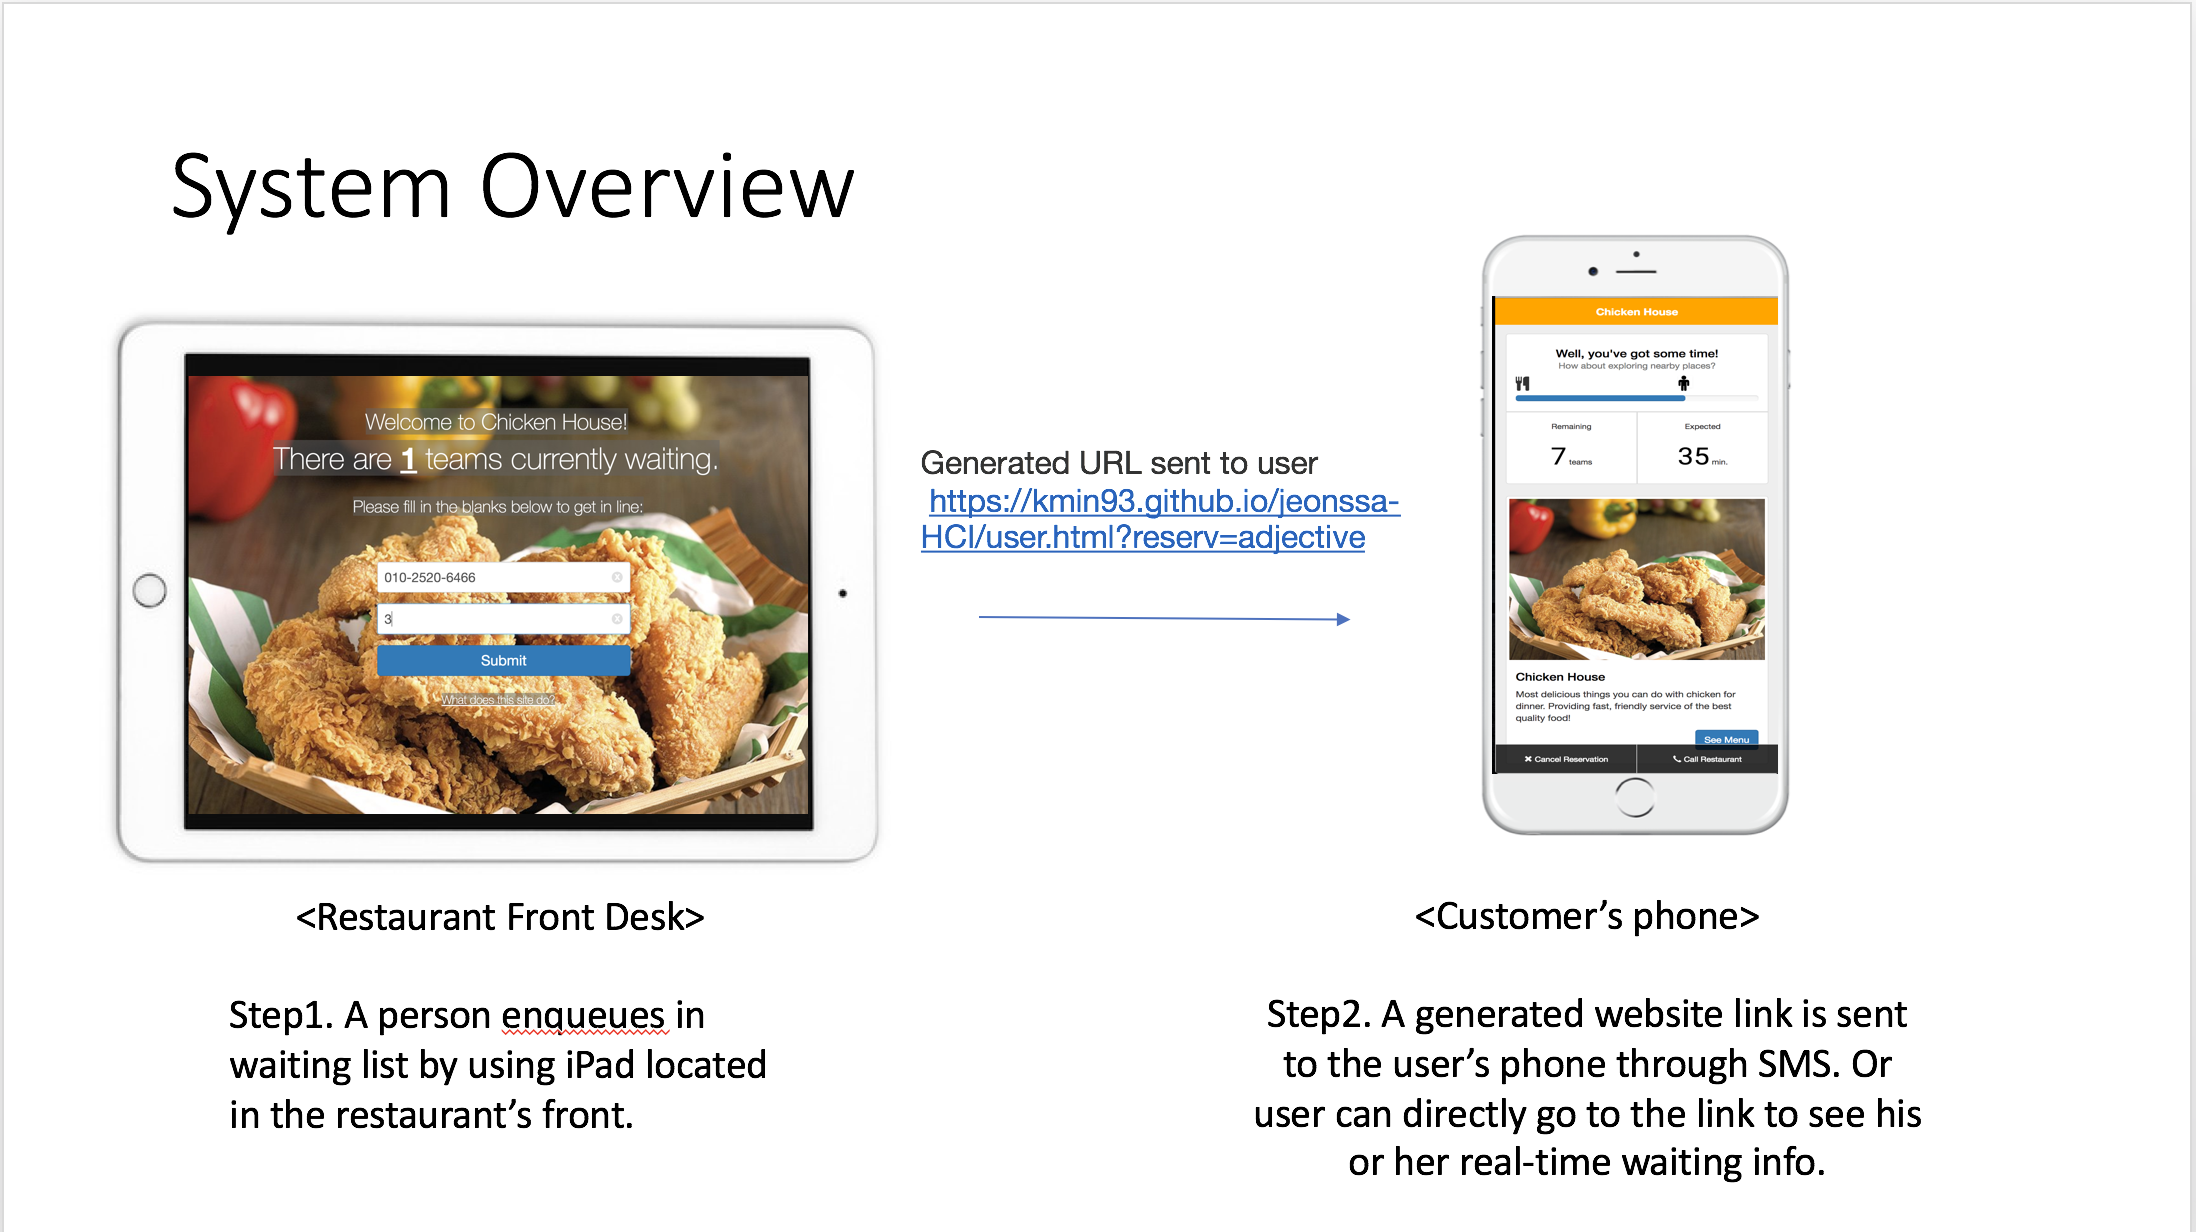 System Overview
Welcome to Chicken House!
There are 1 teams currently waiting.
Please fill in the blanks below to get in line:
010-2520-6466
3
Submit
What does this site do?
<Restaurant Front Desk>
Step1. A person enqueues in
waiting list by using iPad located
in the restaurant's front.
Generated URL sent to user
https://kmin93.github.io/jeonssa-
HCI/user.html?reserv=adjective
Chicken House
Well, you've got some time!
How about exploring nearby places?
Remaining
7 teams
Expected
35 min.
Chicken House
Most delicious things you can do with chicken for
dinner. Providing fast, friendly service of the best
quality food!
See Menu
Cancel Reservation
Call Restaurant
<Customer's phone>
Step2. A generated website link is sent
to the user's phone through SMS. Or
user can directly go to the link to see his
or her real-time waiting info.